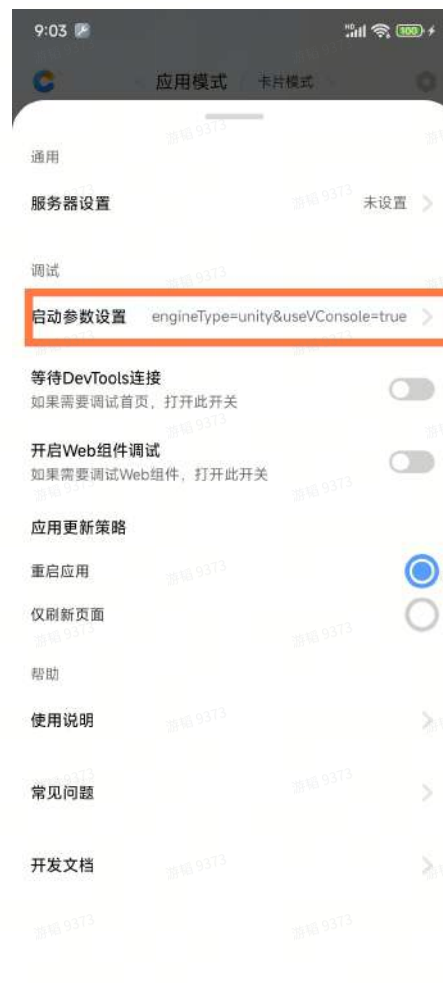 9:03
100
应用模式 卡片模式
通用
服务器设置 未设置
调试
启动参数设置 engineType=unity&useVConsole=true
等待DevTools连接
如果需要调试首页，打开此开关
开启Web组件调试
如果需要调试Web组件，打开此开关
应用更新策略
重启应用
仅刷新页面
帮助
使用说明
常见问题
开发文档